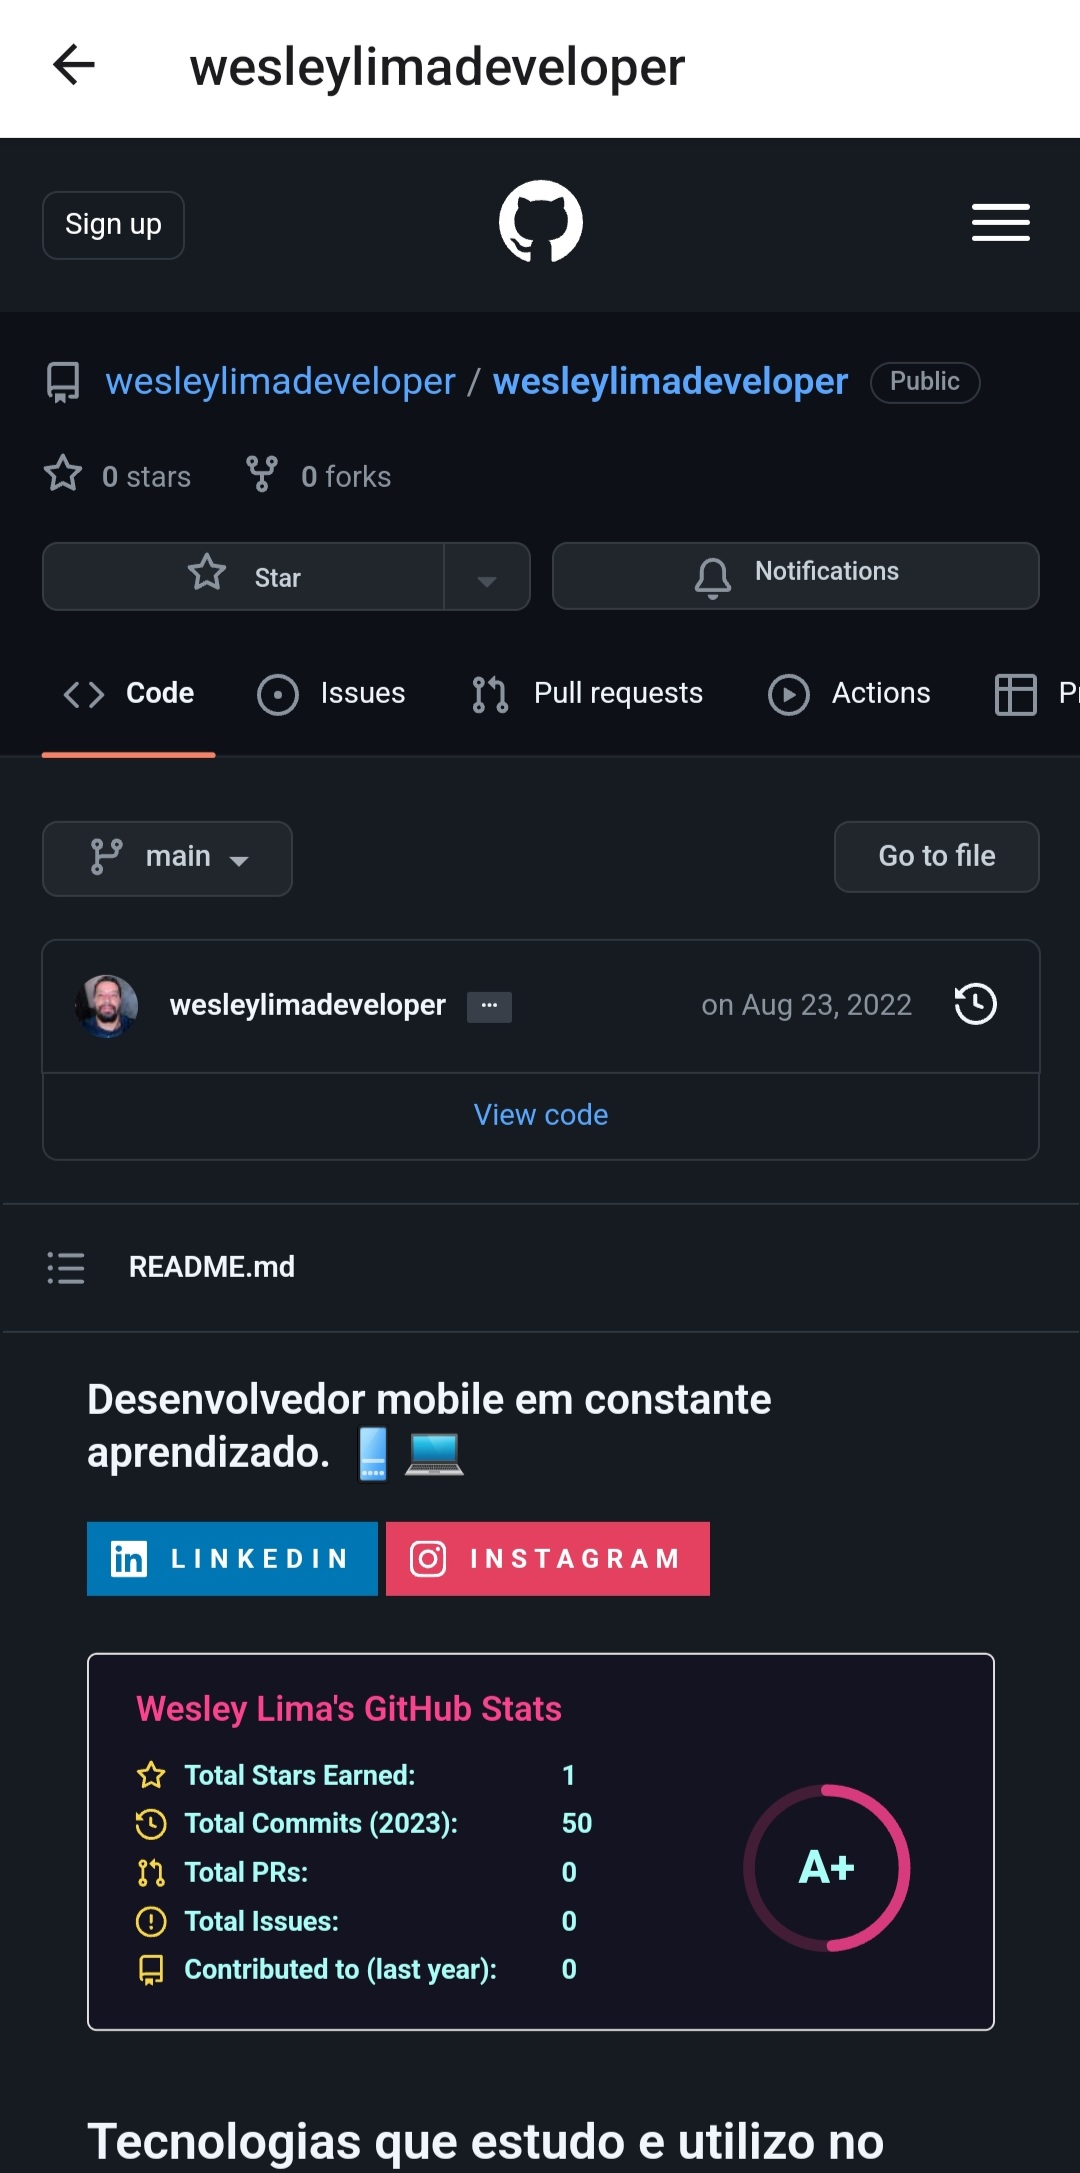 wesleylimadeveloper
Sign up
wesleylimadeveloper / wesleylimadeveloper Public
0 stars 0 forks
Star Notifications
Code Issues Pull requests Actions Pr
main Go to file
wesleylimadeveloper ... on Aug 23, 2022
View code
README.md
Desenvolvedor mobile em constante
aprendizado.
in LINKEDIN INSTAGRAM
Wesley Lima's GitHub Stats
Total Stars Earned: 1
Total Commits (2023): 50
Total PRs: 0
Total Issues: 0
Contributed to (last year): 0
A+
Tecnologias que estudo e utilizo no